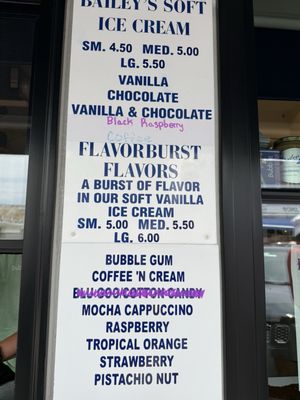 BAILEY'S SOFT
ICE CREAM
SM. 4.50 MED. 5.00
LG. 5.50
VANILLA
CHOCOLATE
VANILLA & CHOCOLATE
Black Raspberry
Coffee
FLAVORBURST
FLAVORS
A BURST OF FLAVOR
IN OUR SOFT VANILLA
ICE CREAM
SM. 5.00 MED. 5.50
LG. 6.00
BUBBLE GUM
COFFEE 'N CREAM
BLU GOO COTTON CANDY
MOCHA CAPPUCCINO
RASPBERRY
TROPICAL ORANGE
STRAWBERRY
PISTACHIO NUT